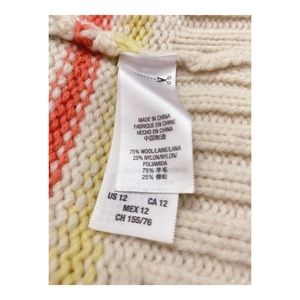 MADE IN CHINA
FABRIQUE EN CHINE
HECHO EN CHINA
中国制造
75% WOOL/LAINE/LANA
25% NYLON/NYLON/
POLIAMIDA
75% 羊毛
25% 锦纶
US 12 CA 12
MEX 12
CH 155/76